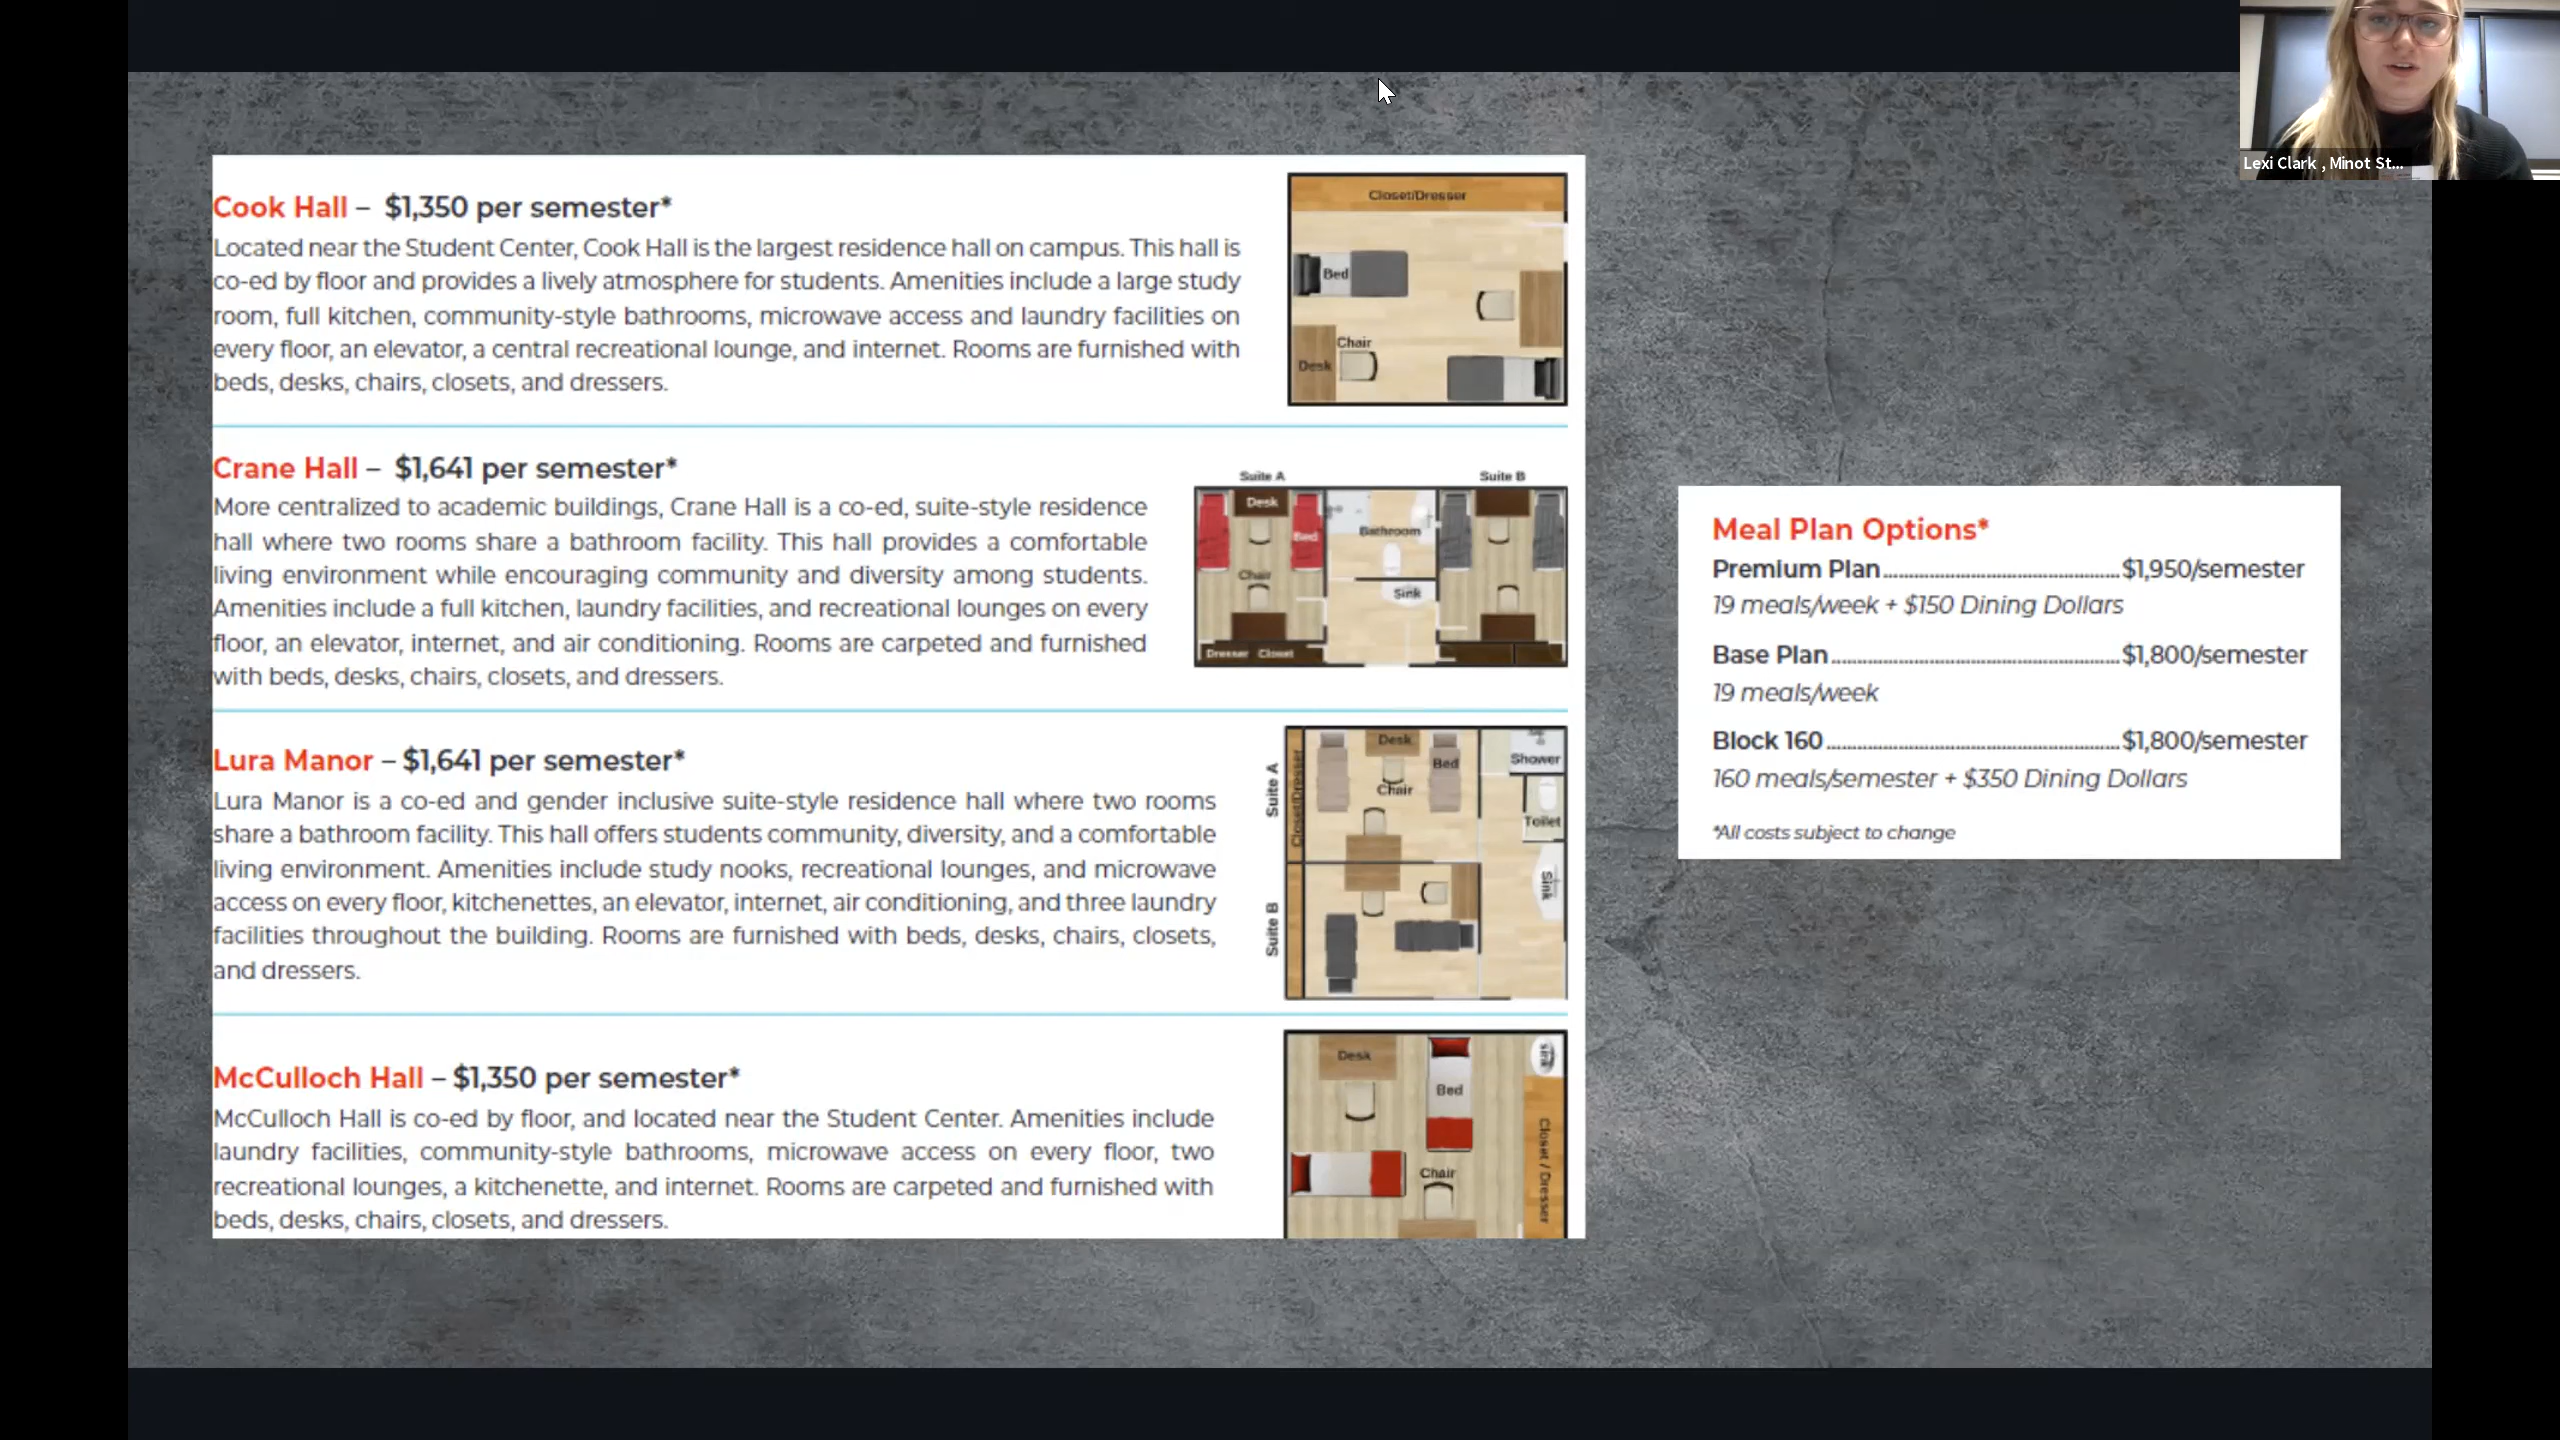 Lexi Clark , Minot St...
Cook Hall – $1,350 per semester*
Located near the Student Center, Cook Hall is the largest residence hall on campus. This hall is
co-ed by floor and provides a lively atmosphere for students. Amenities include a large study
room, full kitchen, community-style bathrooms, microwave access and laundry facilities on
every floor, an elevator, a central recreational lounge, and internet. Rooms are furnished with
beds, desks, chairs, closets, and dressers.
Closet/Dresser
Bed
Chair
Desk
Crane Hall – $1,641 per semester*
More centralized to academic buildings, Crane Hall is a co-ed, suite-style residence
hall where two rooms share a bathroom facility. This hall provides a comfortable
living environment while encouraging community and diversity among students.
Amenities include a full kitchen, laundry facilities, and recreational lounges on every
floor, an elevator, internet, and air conditioning. Rooms are carpeted and furnished
with beds, desks, chairs, closets, and dressers.
Suite A
Suite B
Desk
Bed
Bathroom
Chair
Sink
Dresser Closet
Lura Manor – $1,641 per semester*
Lura Manor is a co-ed and gender inclusive suite-style residence hall where two rooms
share a bathroom facility. This hall offers students community, diversity, and a comfortable
living environment. Amenities include study nooks, recreational lounges, and microwave
access on every floor, kitchenettes, an elevator, internet, air conditioning, and three laundry
facilities throughout the building. Rooms are furnished with beds, desks, chairs, closets,
and dressers.
Suite A
Suite B
Closet/Dresser
Desk
Bed
Chair
Shower
Toilet
Sink
McCulloch Hall – $1,350 per semester*
McCulloch Hall is co-ed by floor, and located near the Student Center. Amenities include
laundry facilities, community-style bathrooms, microwave access on every floor, two
recreational lounges, a kitchenette, and internet. Rooms are carpeted and furnished with
beds, desks, chairs, closets, and dressers.
Desk
Bed
Sink
Chair
Closet / Dresser
Meal Plan Options*
Premium Plan........................................$1,950/semester
19 meals/week + $150 Dining Dollars
Base Plan........................................$1,800/semester
19 meals/week
Block 160........................................$1,800/semester
160 meals/semester + $350 Dining Dollars
*All costs subject to change